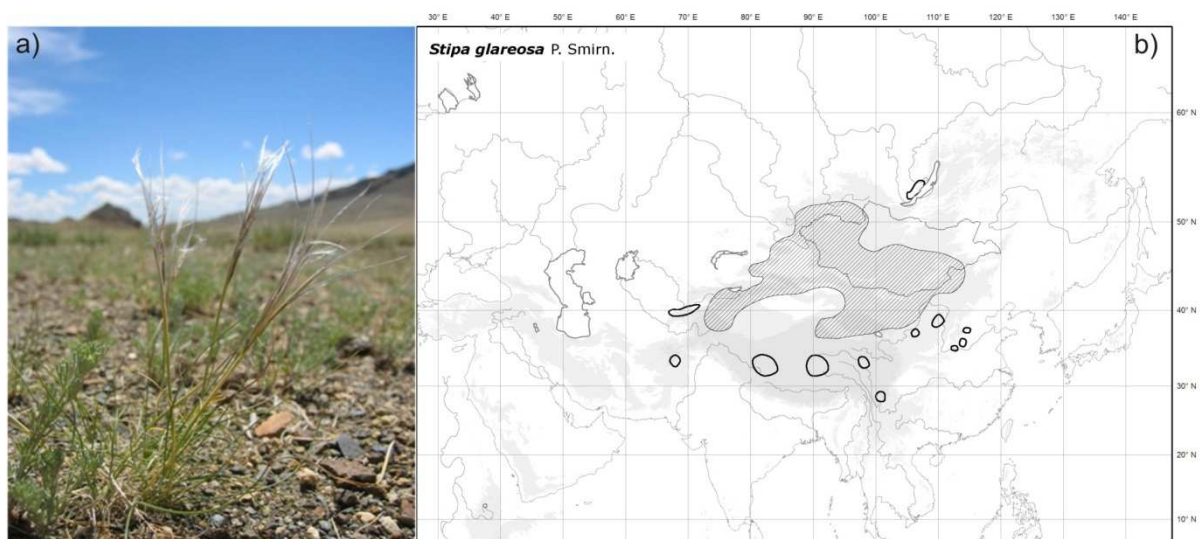 a)
30° E 40° E 50° E 60° E 70° E 80° E 90° E 100° E 110° E 120° E 130° E 140° E
Stipa glareosa P. Smirn.
b)
60° N
50° N
40° N
30° N
20° N
10° N